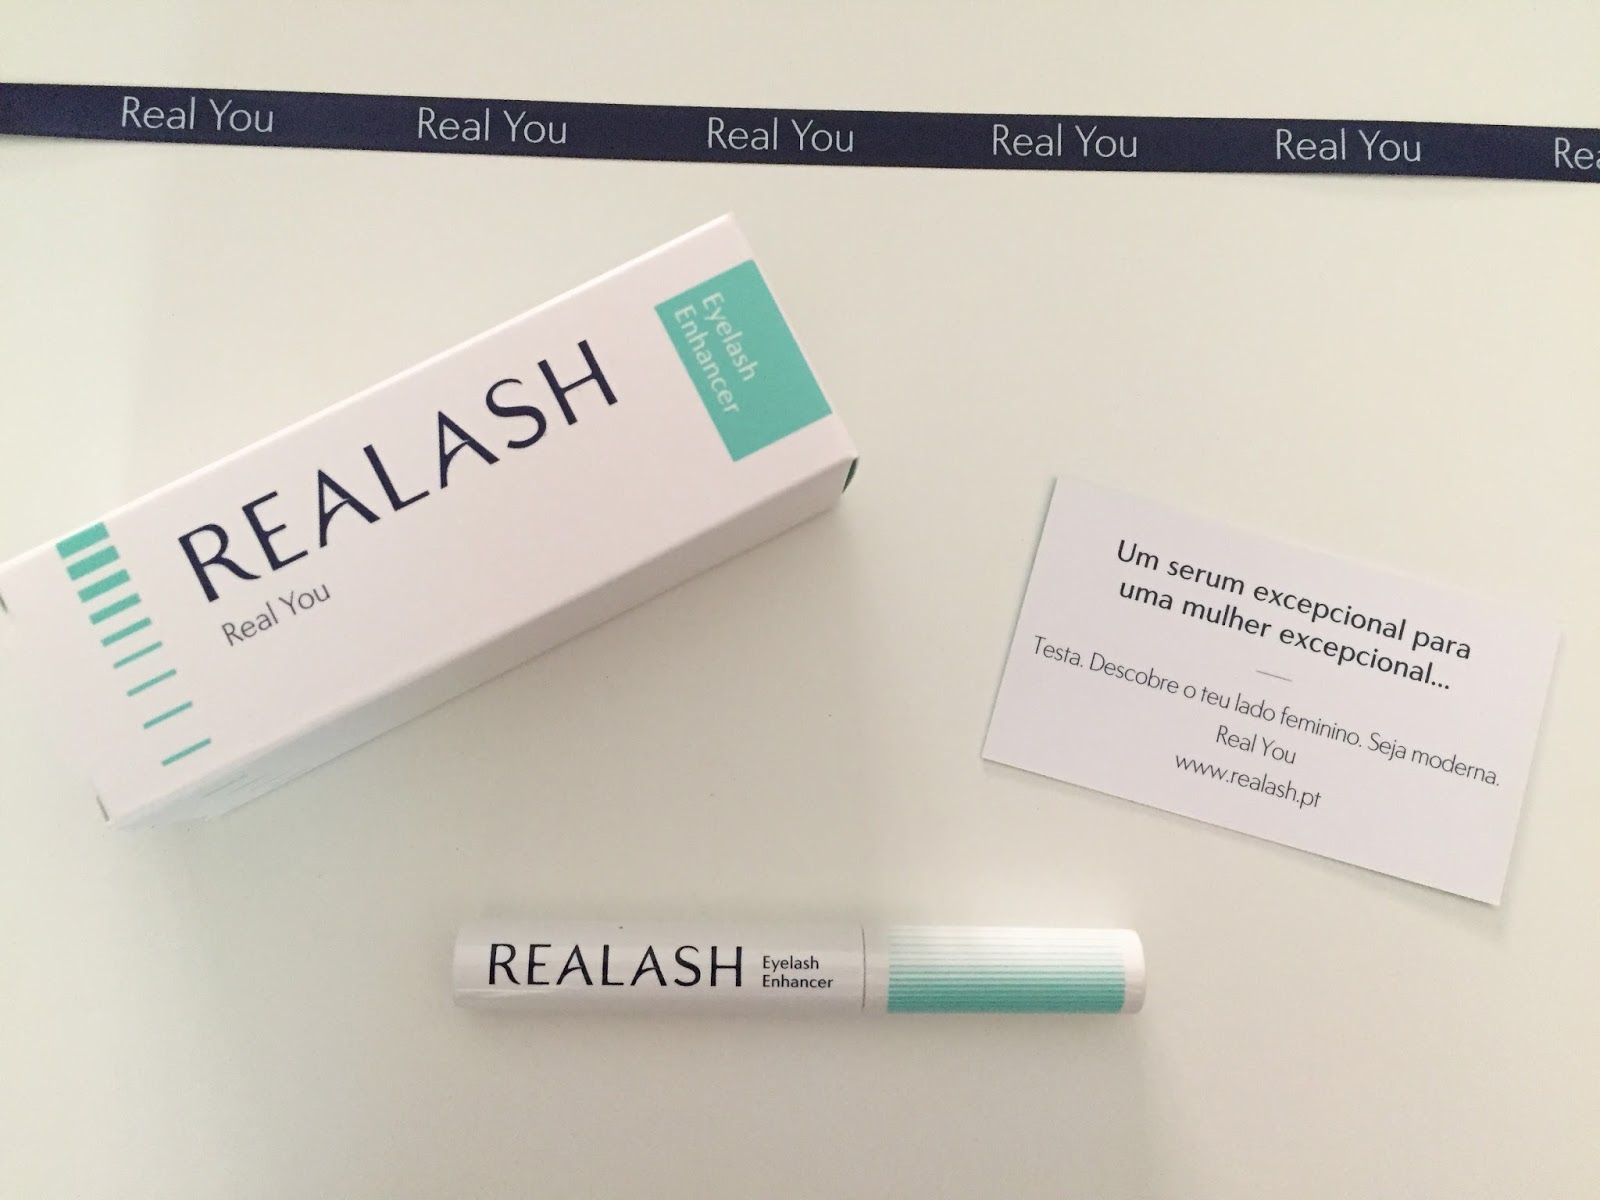 Real You Real You Real You Real You Real You Rea
Eyelash
Enhancer
REALASH
Real You
Um serum excepcional para
uma mulher excepcional...
Testa. Descobre o teu lado feminino. Seja moderna.
Real You
www.realash.pt
REALASH Eyelash
Enhancer